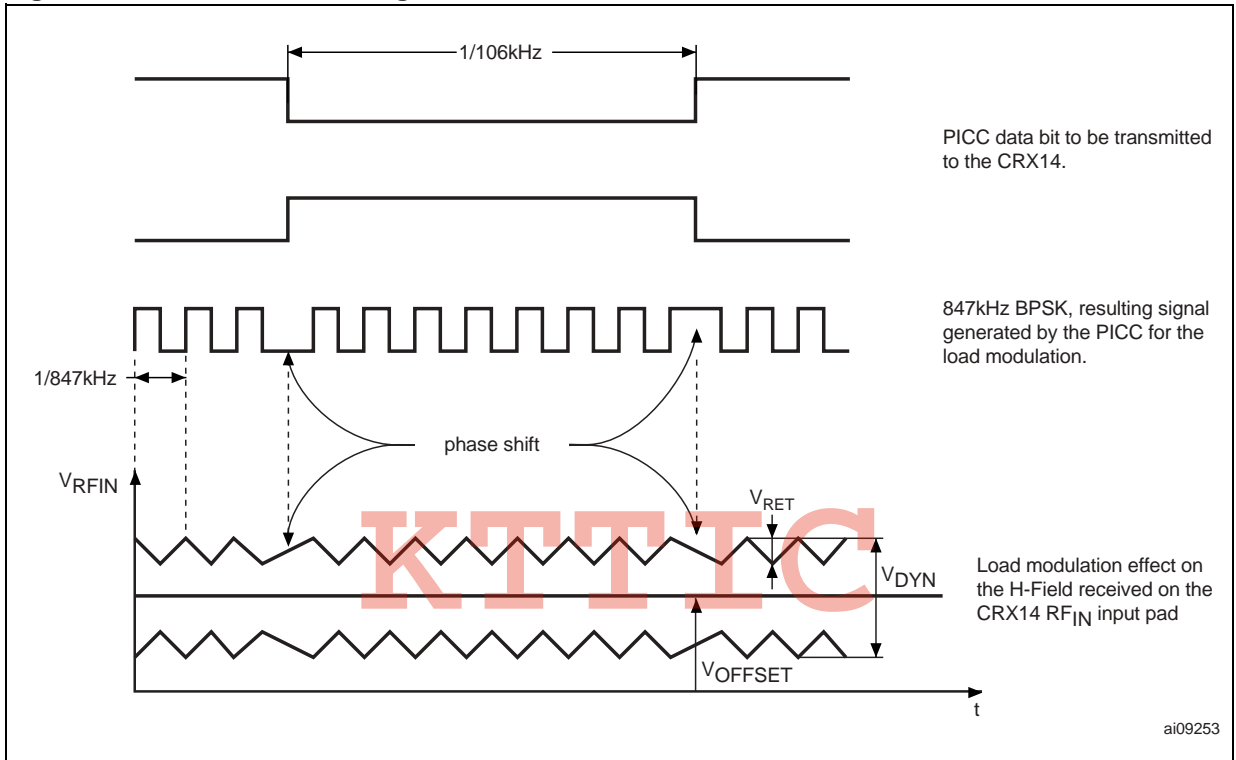 1/106kHz
PICC data bit to be transmitted
to the CRX14.
847kHz BPSK, resulting signal
generated by the PICC for the
load modulation.
1/847kHz
phase shift
VRFIN
VRET
KTTIC
VDYN
Load modulation effect on
the H-Field received on the
CRX14 RFIN input pad
VOFFSET
t
ai09253